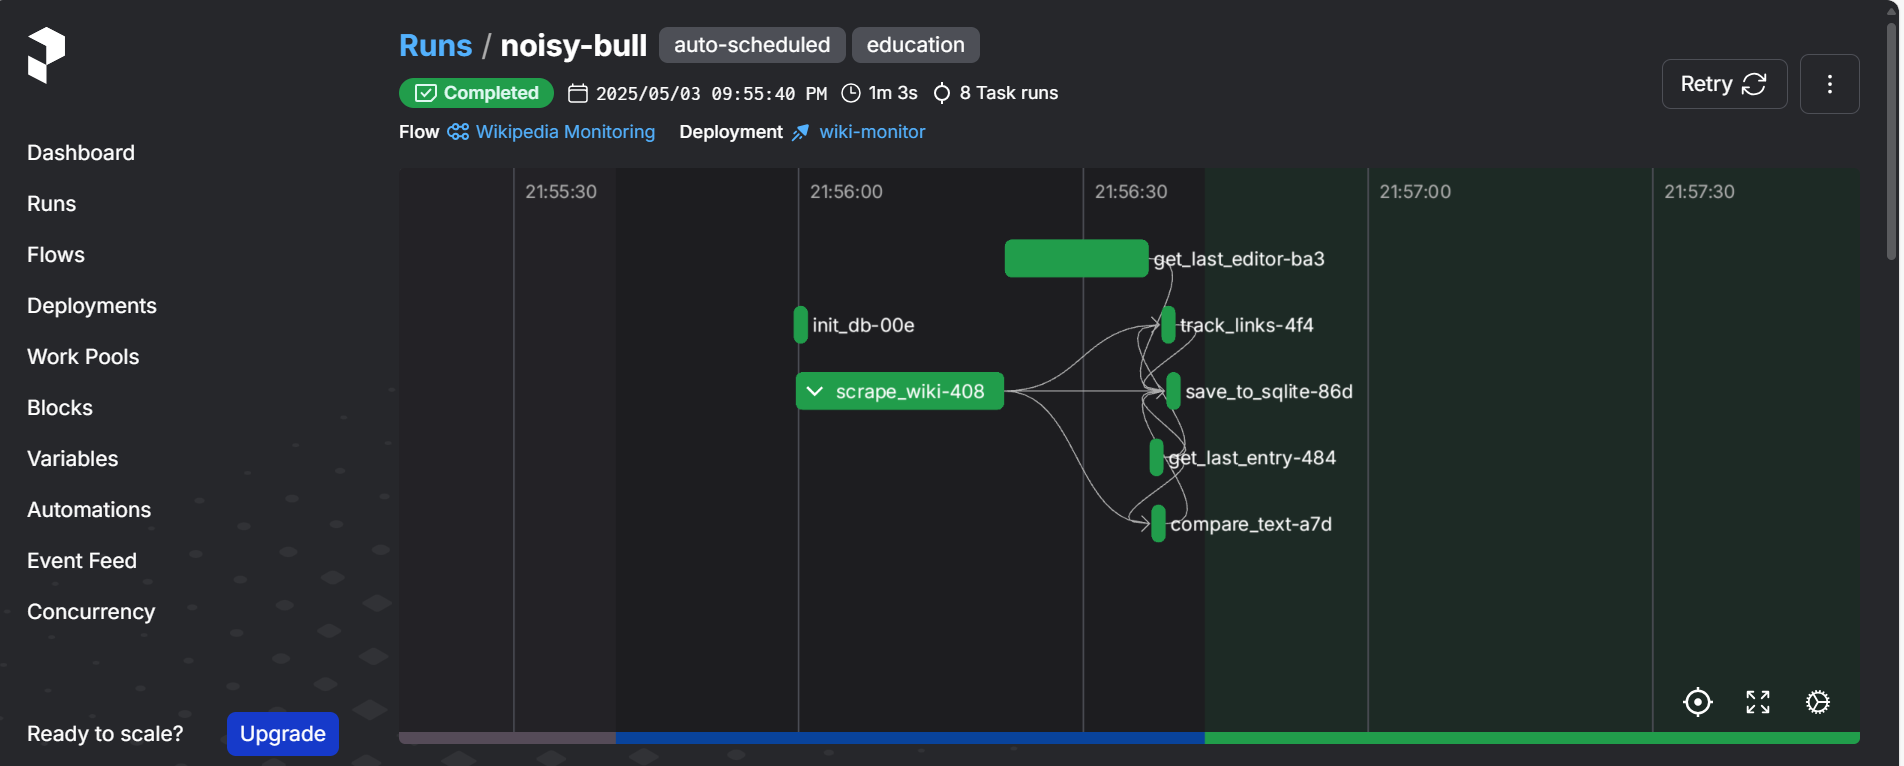 Runs / noisy-bull auto-scheduled education
Completed 2025/05/03 09:55:40 PM 1m 3s 8 Task runs
Flow Wikipedia Monitoring Deployment wiki-monitor
Retry
Dashboard
Runs
Flows
Deployments
Work Pools
Blocks
Variables
Automations
Event Feed
Concurrency
Ready to scale? Upgrade
21:55:30 21:56:00 21:56:30 21:57:00 21:57:30
get_last_editor-ba3
init_db-00e track_links-4f4
scrape_wiki-408 save_to_sqlite-86d
get_last_entry-484
compare_text-a7d